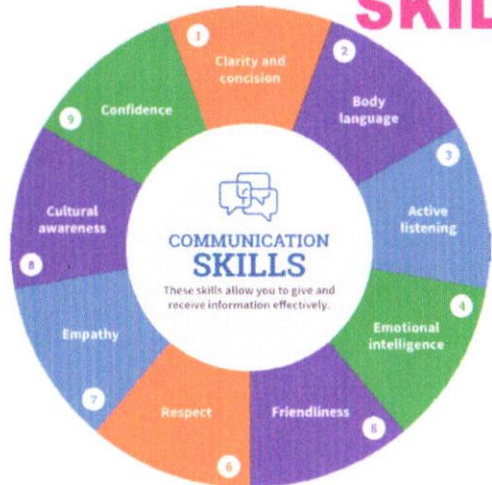 SKIL
1
Clarity and
concision
2
Body
language
3
Active
listening
4
Emotional
intelligence
5
Friendliness
6
Respect
7
Empathy
8
Cultural
awareness
9
Confidence
COMMUNICATION
SKILLS
These skills allow you to give and
receive information effectively.